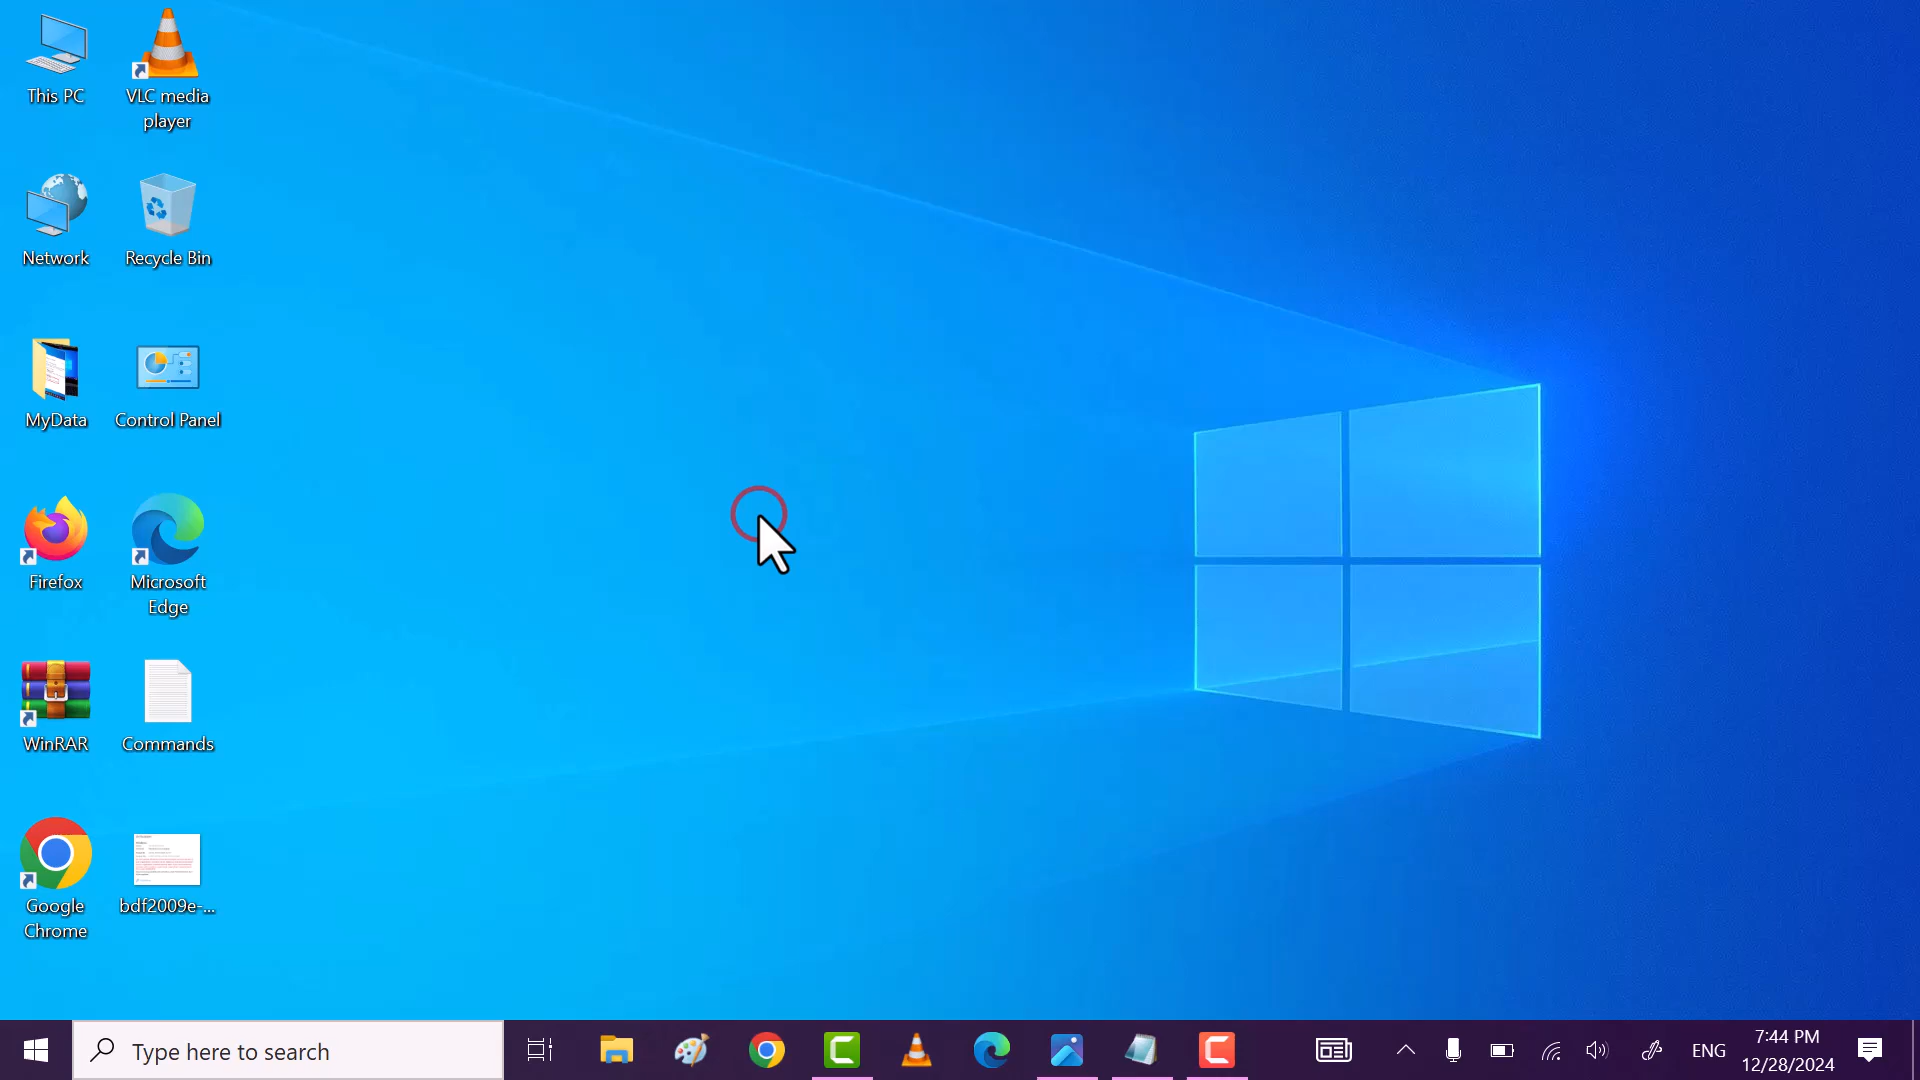 This PC
VLC media
player
Network
Recycle Bin
MyData
Control Panel
Firefox
Microsoft
Edge
WinRAR
Commands
Google
Chrome
bdf2009e-...
Type here to search
ENG
7:44 PM
12/28/2024